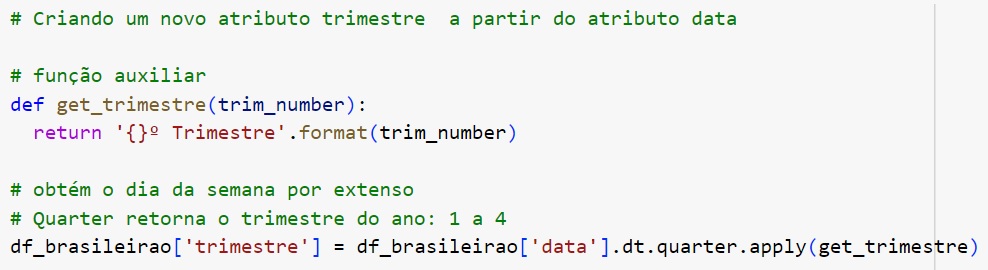 # Criando um novo atributo trimestre  a partir do atributo data
# função auxiliar
def get_trimestre(trim_number):
  return '{}º Trimestre'.format(trim_number)
# obtém o dia da semana por extenso
# Quarter retorna o trimestre do ano: 1 a 4
df_brasileirao['trimestre'] = df_brasileirao['data'].dt.quarter.apply(get_trimestre)